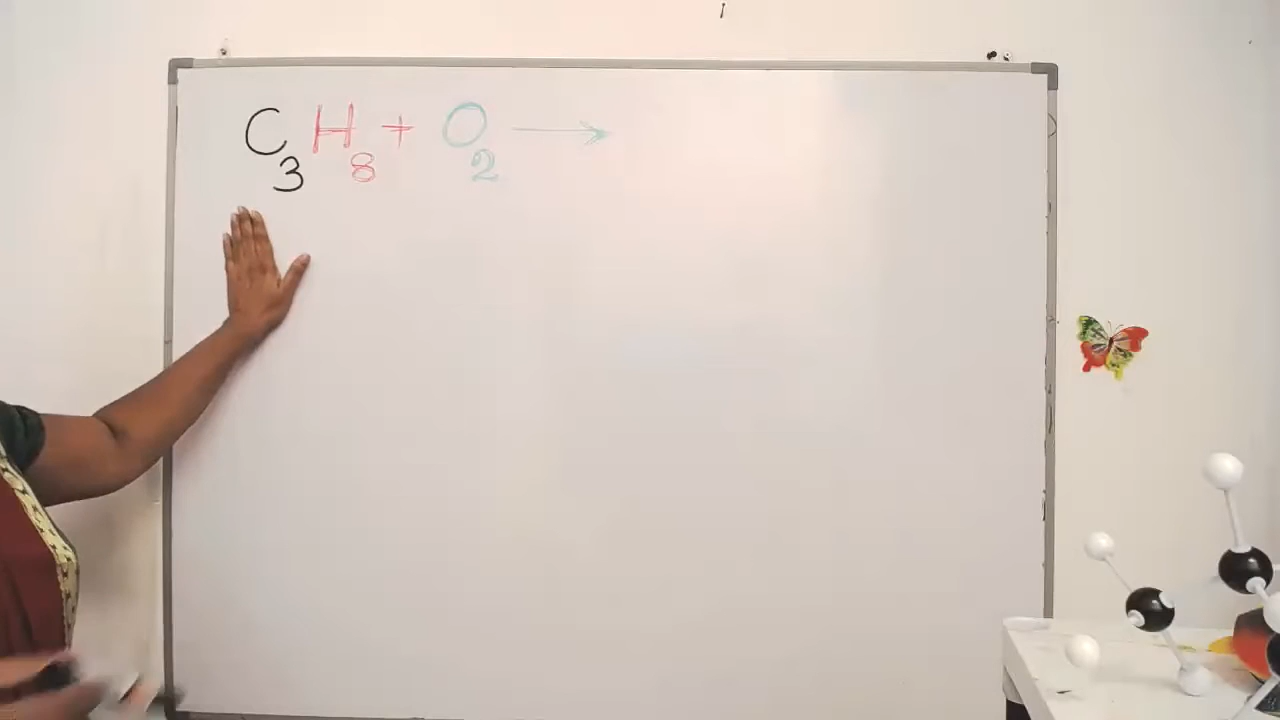 C₃H₈ + O₂ →